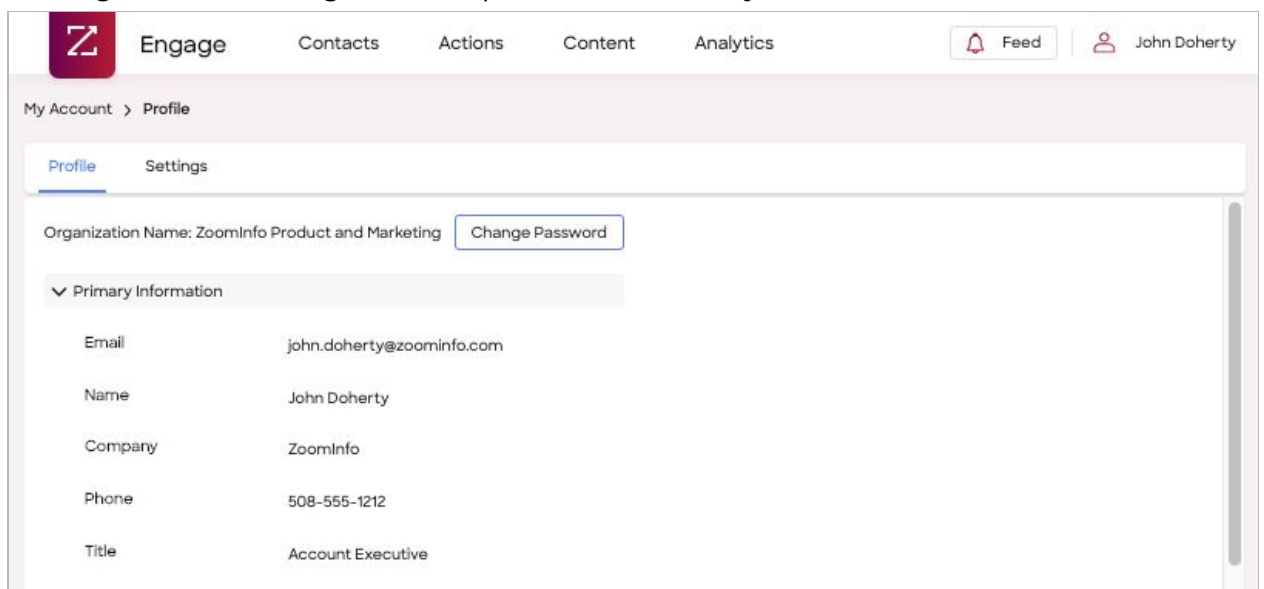 Engage Contacts Actions Content Analytics Feed John Doherty
My Account > Profile
Profile Settings
Organization Name: ZoomInfo Product and Marketing Change Password
Primary Information
Email john.doherty@zoominfo.com
Name John Doherty
Company ZoomInfo
Phone 508-555-1212
Title Account Executive